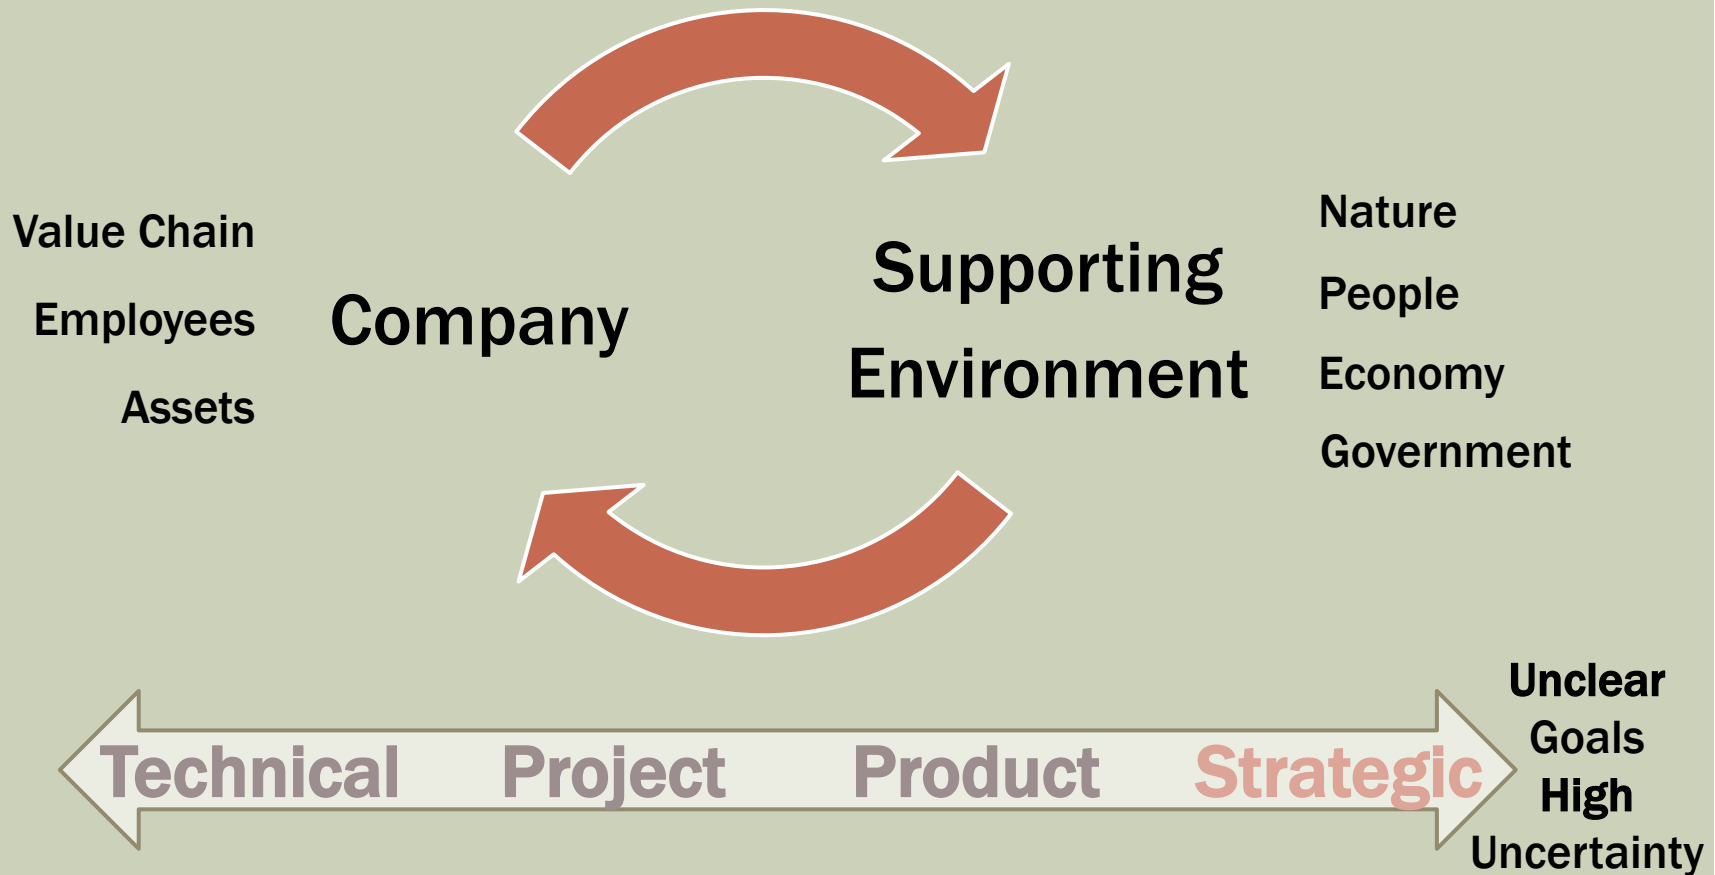 Value Chain
Employees
Assets
Company
Supporting
Environment
Nature
People
Economy
Government
Technical Project Product Strategic
Unclear
Goals
High
Uncertainty